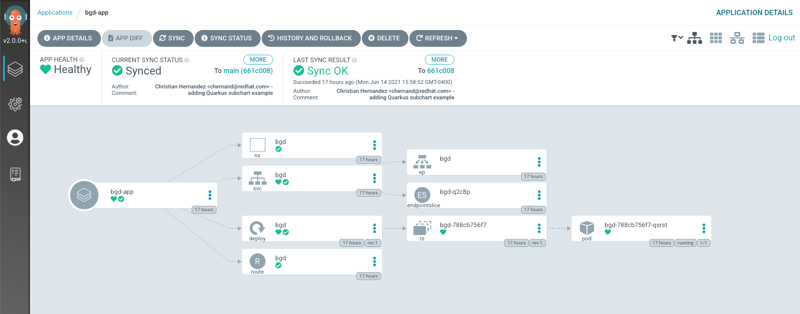 Applications / bgd-app
APPLICATION DETAILS
v2.0.0+l
APP DETAILS
APP DIFF
SYNC
SYNC STATUS
HISTORY AND ROLLBACK
DELETE
REFRESH
Log out
APP HEALTH
Healthy
CURRENT SYNC STATUS
MORE
Synced
To main (661c008)
Author: Christian Hernandez <chernand@redhat.com> -
Comment: adding Quarkus subchart example
LAST SYNC RESULT
MORE
Sync OK
To 661c008
Succeeded 17 hours ago (Mon Jun 14 2021 15:58:52 GMT-0400)
Author: Christian Hernandez <chernand@redhat.com> -
Comment: adding Quarkus subchart example
bgd
ns
17 hours
bgd
ep
17 hours
bgd
svc
17 hours
bgd-app
17 hours
ES
bgd-q2c8p
endpointslice
17 hours
bgd
deploy
17 hours
rev:1
bgd-788cb756f7
rs
17 hours
rev:1
bgd-788cb756f7-qsrst
pod
17 hours
running
1/1
R
bgd
route
17 hours